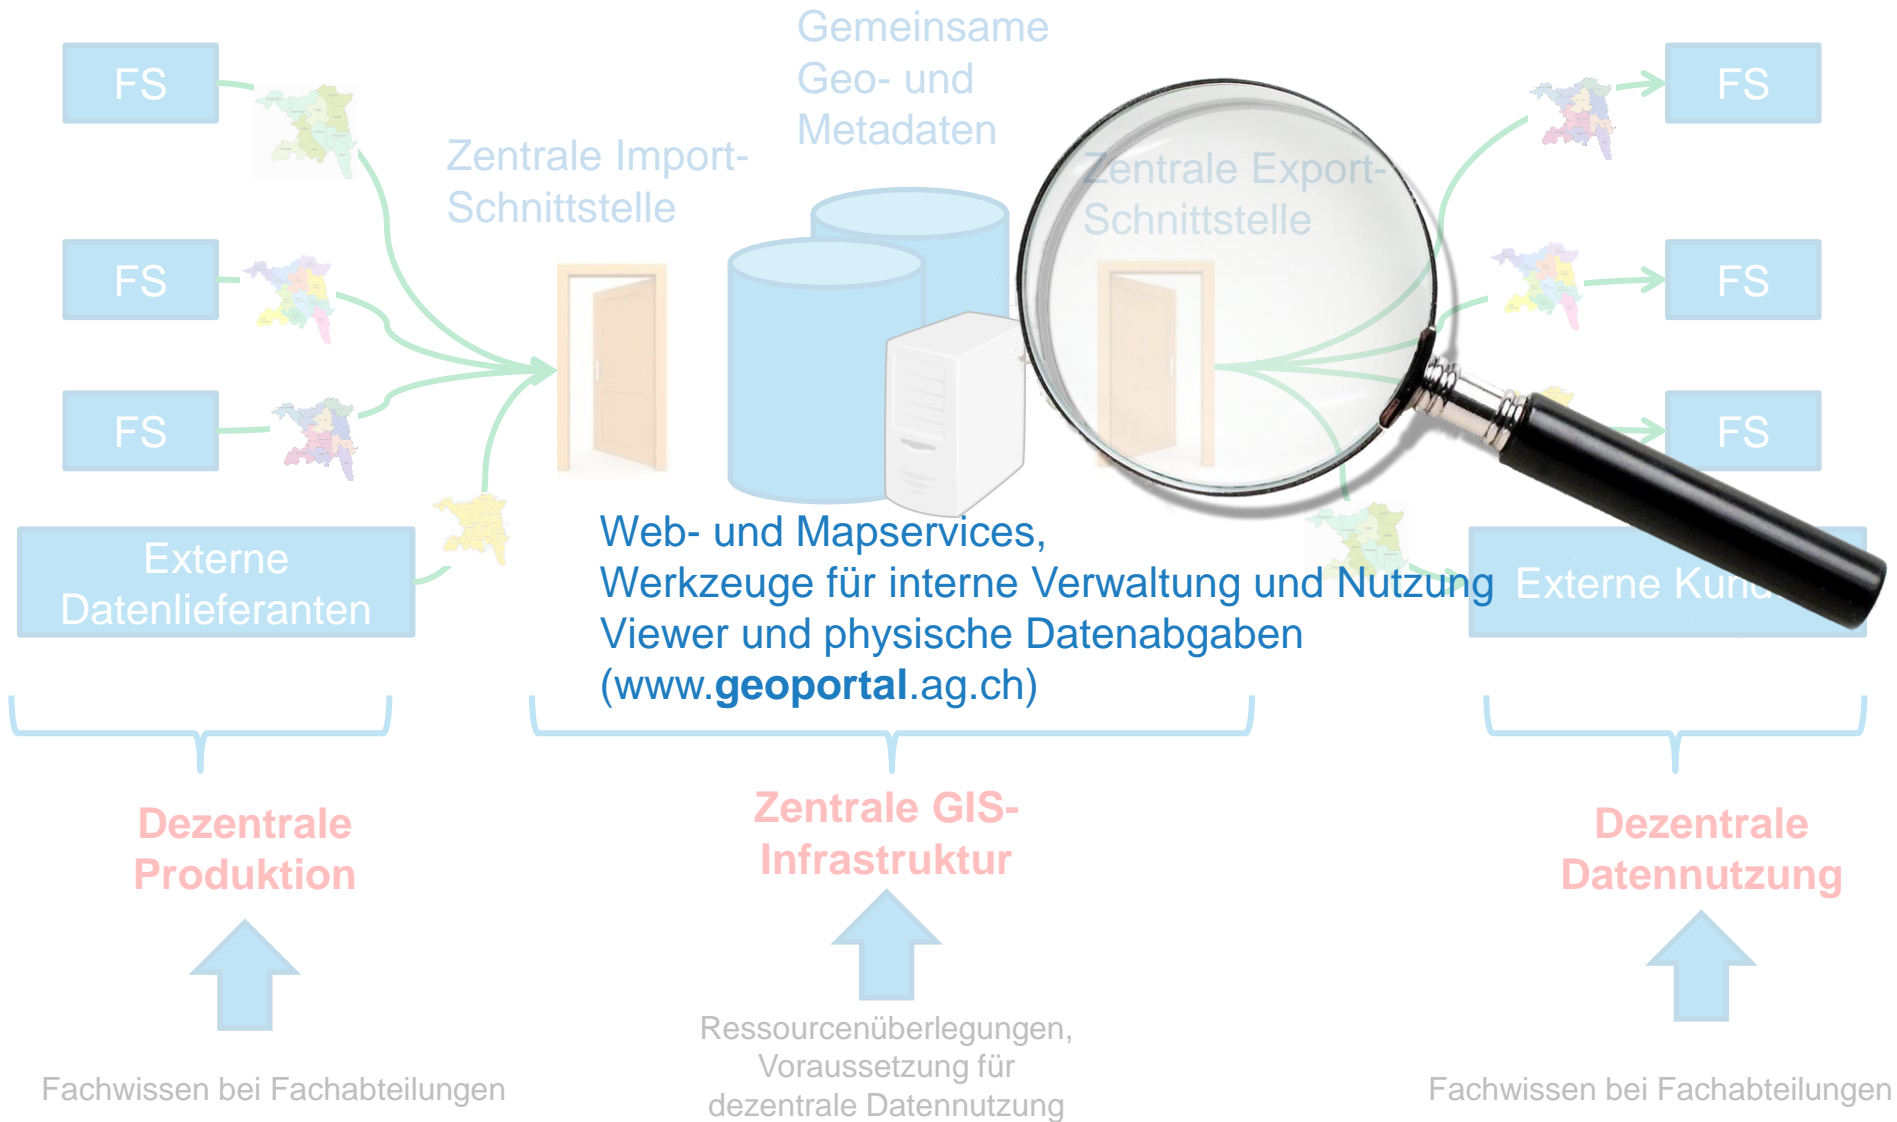 Gemeinsame
Geo- und
Metadaten
FS
FS
Zentrale Import-
Schnittstelle
Zentrale Export-
Schnittstelle
FS
FS
FS
FS
Externe
Datenlieferanten
Web- und Mapservices,
Werkzeuge für interne Verwaltung und Nutzung
Viewer und physische Datenabgaben
(www.geoportal.ag.ch)
Externe
Dezentrale
Produktion
Zentrale GIS-
Infrastruktur
Dezentrale
Datennutzung
Ressourcenüberlegungen,
Voraussetzung für
dezentrale Datennutzung
Fachwissen bei Fachabteilungen
Fachwissen bei Fachabteilungen